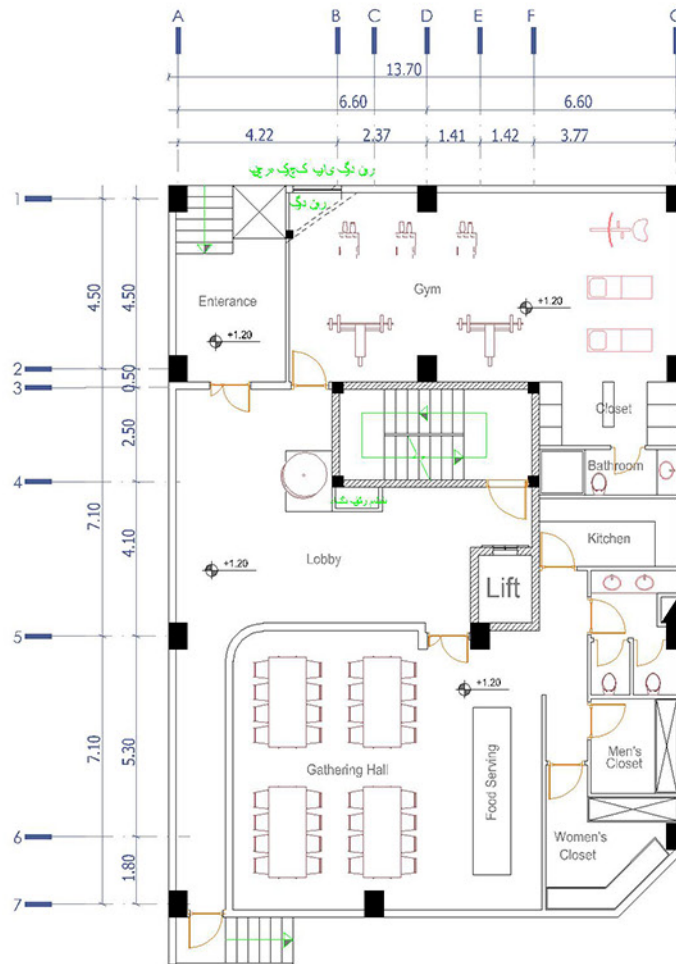 A B C D E F
13.70
6.60 6.60
4.22 2.37 1.41 1.42 3.77
1
4.50 4.50
Gym
Enterance
+1.20
+1.20
2
0.50
3
Closet
2.50
Bathroom
4
7.10
Kitchen
4.10
Lobby
+1.20
Lift
5
+1.20
7.10
5.30
Gathering Hall
Food Serving
Men's
Closet
6
Women's
Closet
1.80
7